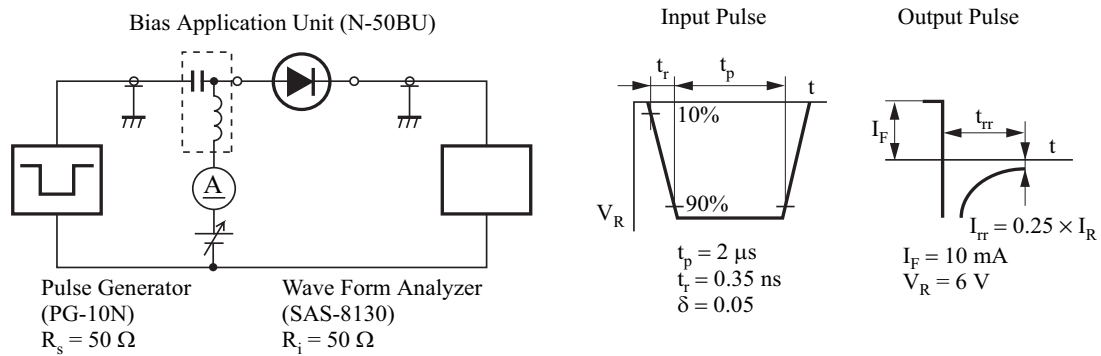 Bias Application Unit (N-50BU)
A
Pulse Generator
(PG-10N)
R_s = 50 Ω
Wave Form Analyzer
(SAS-8130)
R_i = 50 Ω
Input Pulse
t_r
t_p
t
10%
90%
V_R
t_p = 2 μs
t_r = 0.35 ns
δ = 0.05
Output Pulse
I_F
t_rr
t
I_rr = 0.25 × I_R
I_F = 10 mA
V_R = 6 V